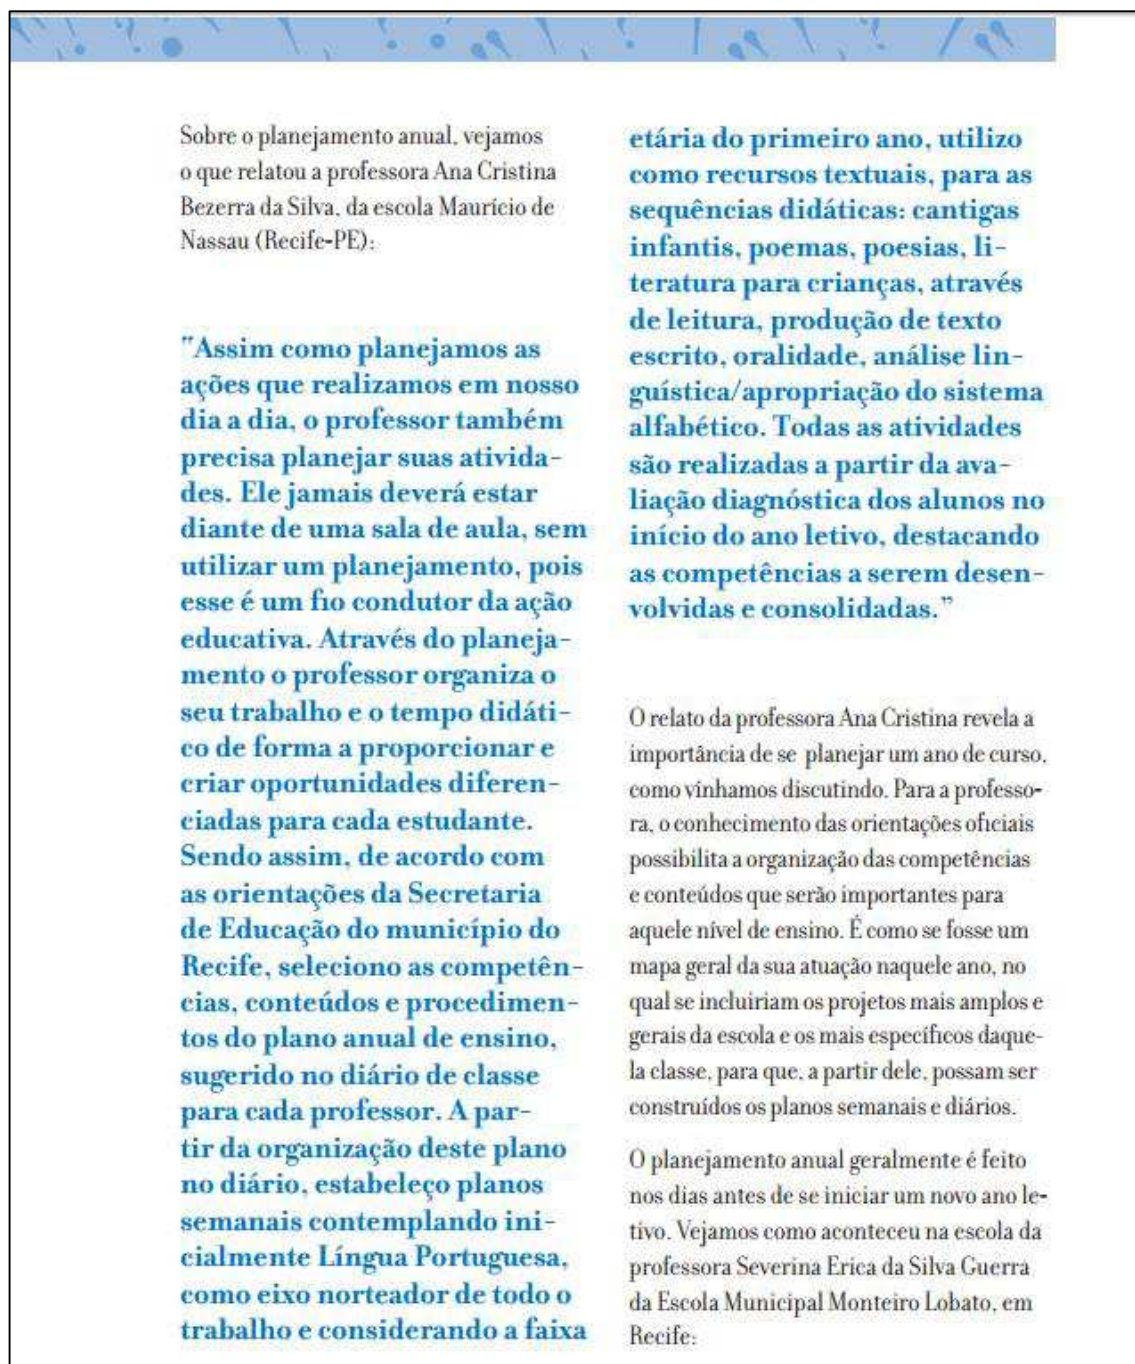 Sobre o planejamento anual, vejamos
o que relatou a professora Ana Cristina
Bezerra da Silva, da escola Maurício de
Nassau (Recife-PE):
"Assim como planejamos as
ações que realizamos em nosso
dia a dia, o professor também
precisa planejar suas ativida-
des. Ele jamais deverá estar
diante de uma sala de aula, sem
utilizar um planejamento, pois
esse é um fio condutor da ação
educativa. Através do planeja-
mento o professor organiza o
seu trabalho e o tempo didáti-
co de forma a proporcionar e
criar oportunidades diferen-
ciadas para cada estudante.
Sendo assim, de acordo com
as orientações da Secretaria
de Educação do município do
Recife, seleciono as competên-
cias, conteúdos e procedimen-
tos do plano anual de ensino,
sugerido no diário de classe
para cada professor. A par-
tir da organização deste plano
no diário, estabeleço planos
semanais contemplando ini-
cialmente Língua Portuguesa,
como eixo norteador de todo o
trabalho e considerando a faixa
etária do primeiro ano, utilizo
como recursos textuais, para as
sequências didáticas: cantigas
infantis, poemas, poesias, li-
teratura para crianças, através
de leitura, produção de texto
escrito, oralidade, análise lin-
guística/apropriação do sistema
alfabético. Todas as atividades
são realizadas a partir da ava-
liação diagnóstica dos alunos no
início do ano letivo, destacando
as competências a serem desen-
volvidas e consolidadas."
O relato da professora Ana Cristina revela a
importância de se planejar um ano de curso,
como vínhamos discutindo. Para a professo-
ra, o conhecimento das orientações oficiais
possibilita a organização das competências
e conteúdos que serão importantes para
aquele nível de ensino. É como se fosse um
mapa geral da sua atuação naquele ano, no
qual se incluiriam os projetos mais amplos e
gerais da escola e os mais específicos daque-
la classe, para que, a partir dele, possam ser
construídos os planos semanais e diários.
O planejamento anual geralmente é feito
nos dias antes de se iniciar um novo ano le-
tivo. Vejamos como aconteceu na escola da
professora Severina Erica da Silva Guerra
da Escola Municipal Monteiro Lobato, em
Recife: